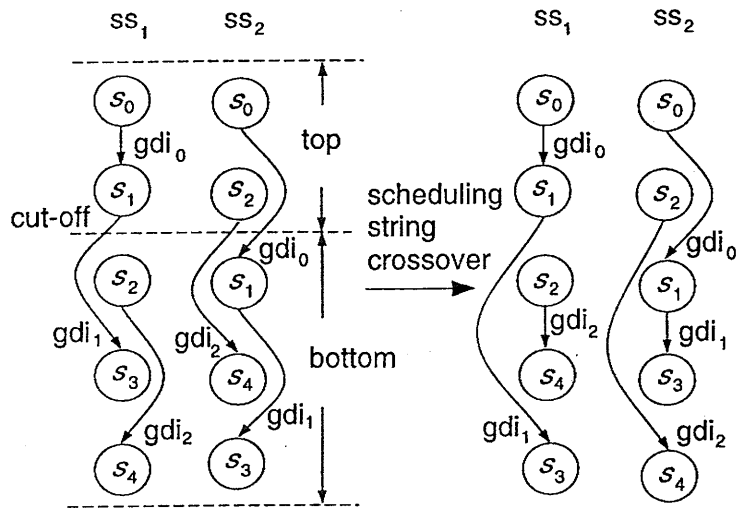 ss1 ss2 ss1 ss2
s0 s0 s0 s0
gdi0 gdi0
top
s1 s2 s1 s2
cut-off
scheduling
string
crossover
gdi0 gdi0
s2 s1 s2 s1
gdi1 gdi2 gdi2 gdi1
bottom
s3 s4 s4 s3
gdi2 gdi1 gdi1 gdi2
s4 s3 s3 s4